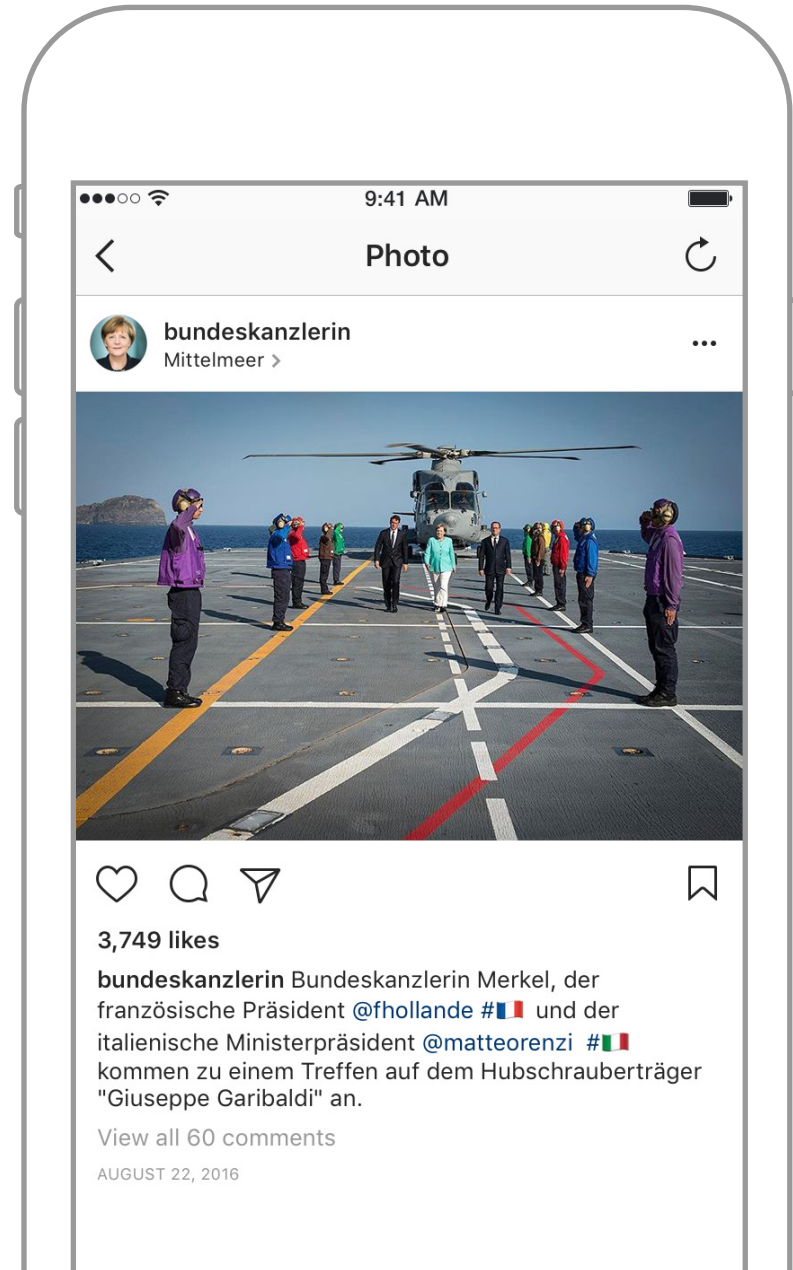 9:41 AM
Photo
bundeskanzlerin
Mittelmeer
3,749 likes
bundeskanzlerin Bundeskanzlerin Merkel, der
französische Präsident @fhollande #🇫🇷 und der
italienische Ministerpräsident @matteorenzi #🇮🇹
kommen zu einem Treffen auf dem Hubschrauberträger
"Giuseppe Garibaldi" an.
View all 60 comments
AUGUST 22, 2016